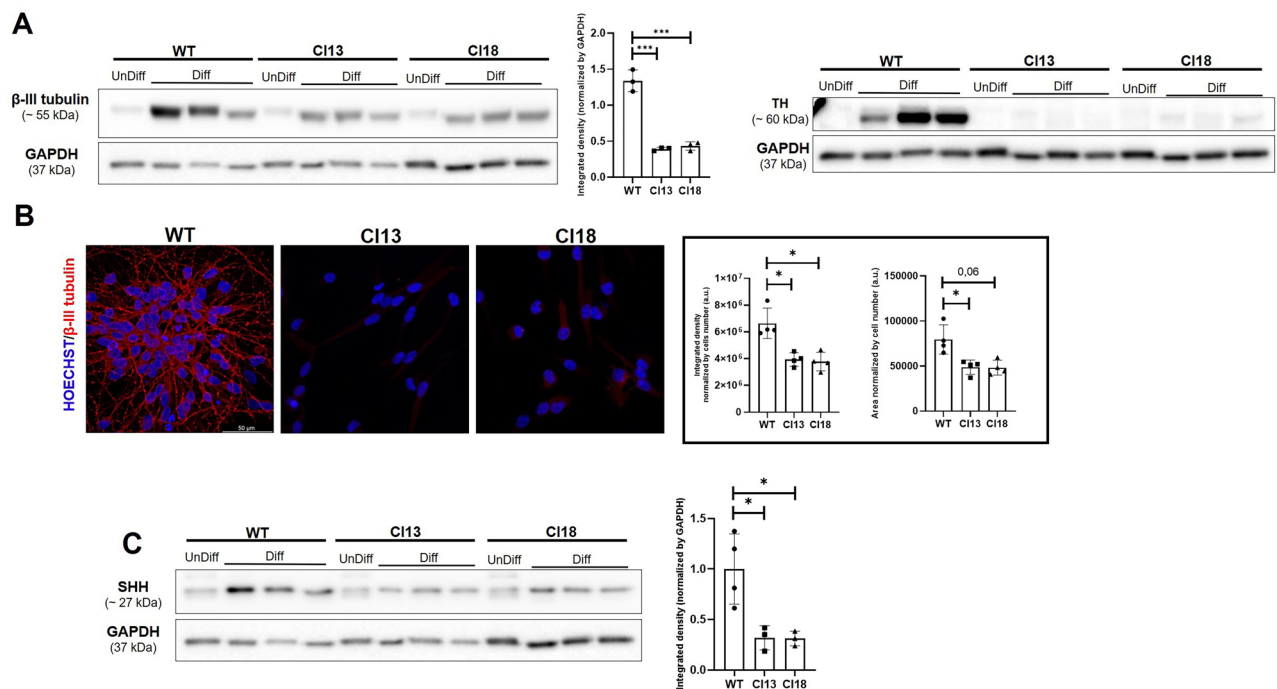 A
WT Cl13 Cl18
UnDiff Diff UnDiff Diff UnDiff Diff
β-III tubulin
(~ 55 kDa)
GAPDH
(37 kDa)
Integrated density (normalized by GAPDH)
2.0
1.5
1.0
0.5
0.0
***
***
WT Cl13 Cl18
WT Cl13 Cl18
UnDiff Diff UnDiff Diff UnDiff Diff
TH
(~ 60 kDa)
GAPDH
(37 kDa)
B
WT Cl13 Cl18
HOECHST/β-III tubulin
50 µm
Integrated density
normalized by cells number (a.u.)
1×10⁷
8×10⁶
6×10⁶
4×10⁶
2×10⁶
0
*
*
WT Cl13 Cl18
Area normalized by cell number (a.u.)
150000
100000
50000
0
0,06
*
WT Cl13 Cl18
C
WT Cl13 Cl18
UnDiff Diff UnDiff Diff UnDiff Diff
SHH
(~ 27 kDa)
GAPDH
(37 kDa)
Integrated density (normalized by GAPDH)
1.5
1.0
0.5
0.0
*
*
WT Cl13 Cl18